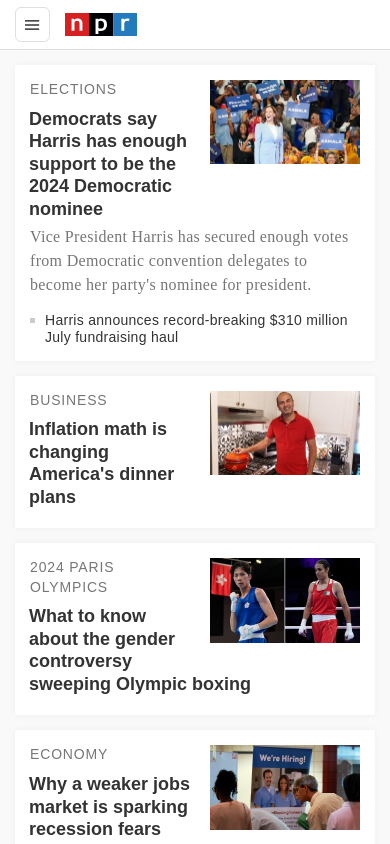 npr
ELECTIONS
Democrats say
Harris has enough
support to be the
2024 Democratic
nominee
Vice President Harris has secured enough votes
from Democratic convention delegates to
become her party's nominee for president.
Harris announces record-breaking $310 million
July fundraising haul
KAMALA
KAMALA
BUSINESS
Inflation math is
changing
America's dinner
plans
2024 PARIS
OLYMPICS
What to know
about the gender
controversy
sweeping Olympic boxing
ECONOMY
Why a weaker jobs
market is sparking
recession fears
We're Hiring!